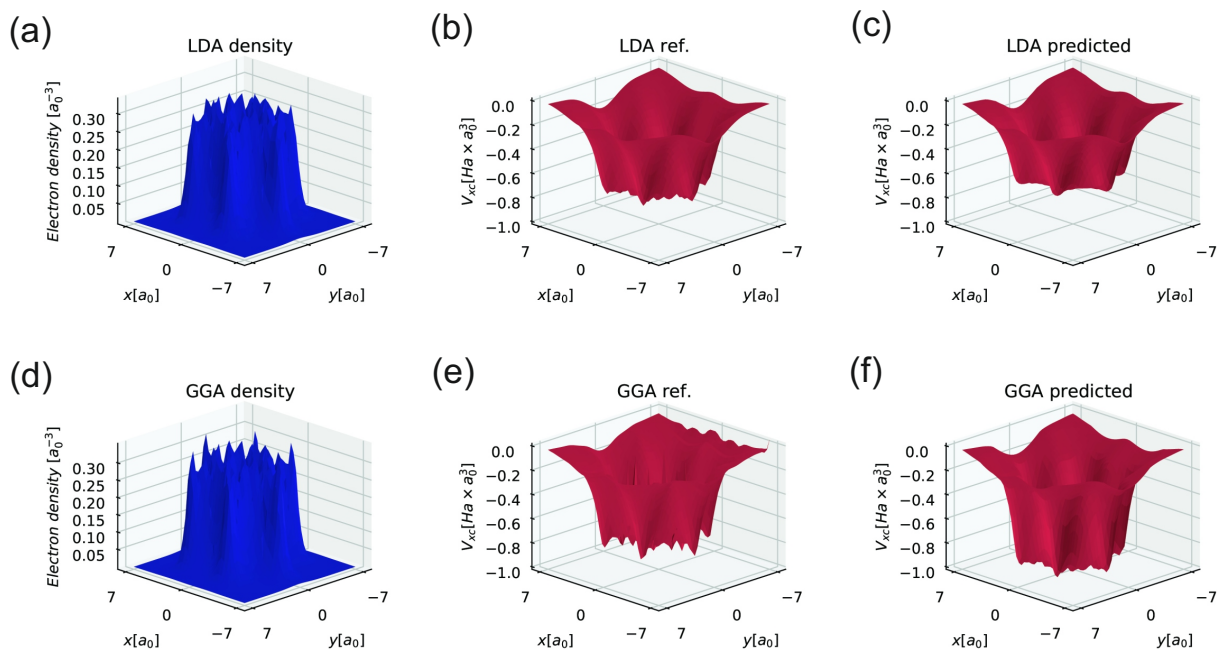 (a)
LDA density
Electron density [a₀⁻³]
0.30
0.25
0.20
0.15
0.10
0.05
7
0
−7
x[a₀]
7
0
−7
y[a₀]
(b)
LDA ref.
V_xc[Ha × a₀³]
0.0
−0.2
−0.4
−0.6
−0.8
−1.0
7
0
−7
x[a₀]
7
0
−7
y[a₀]
(c)
LDA predicted
V_xc[Ha × a₀³]
0.0
−0.2
−0.4
−0.6
−0.8
−1.0
7
0
−7
x[a₀]
7
0
−7
y[a₀]
(d)
GGA density
Electron density [a₀⁻³]
0.30
0.25
0.20
0.15
0.10
0.05
7
0
−7
x[a₀]
7
0
−7
y[a₀]
(e)
GGA ref.
V_xc[Ha × a₀³]
0.0
−0.2
−0.4
−0.6
−0.8
−1.0
7
0
−7
x[a₀]
7
0
−7
y[a₀]
(f)
GGA predicted
V_xc[Ha × a₀³]
0.0
−0.2
−0.4
−0.6
−0.8
−1.0
7
0
−7
x[a₀]
7
0
−7
y[a₀]